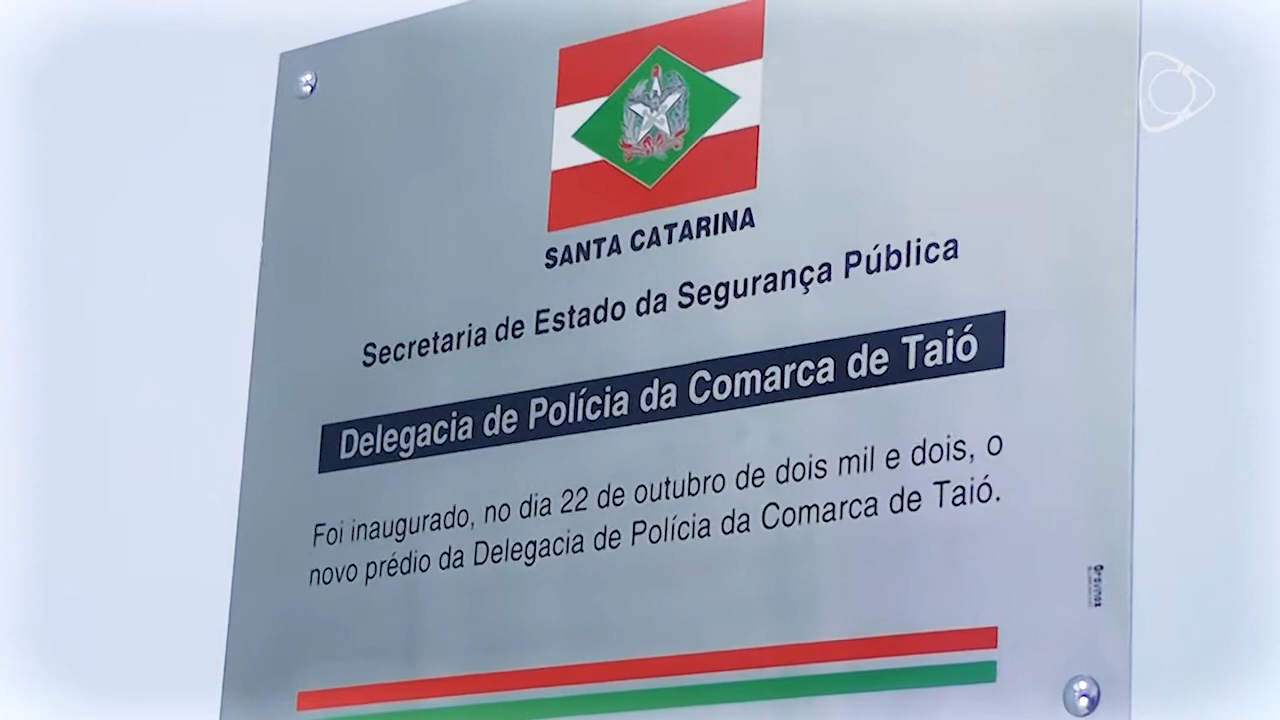 SANTA CATARINA
Secretaria de Estado da Segurança Pública
Delegacia de Polícia da Comarca de Taió
Foi inaugurado, no dia 22 de outubro de dois mil e dois, o
novo prédio da Delegacia de Polícia da Comarca de Taió.
Gravinox